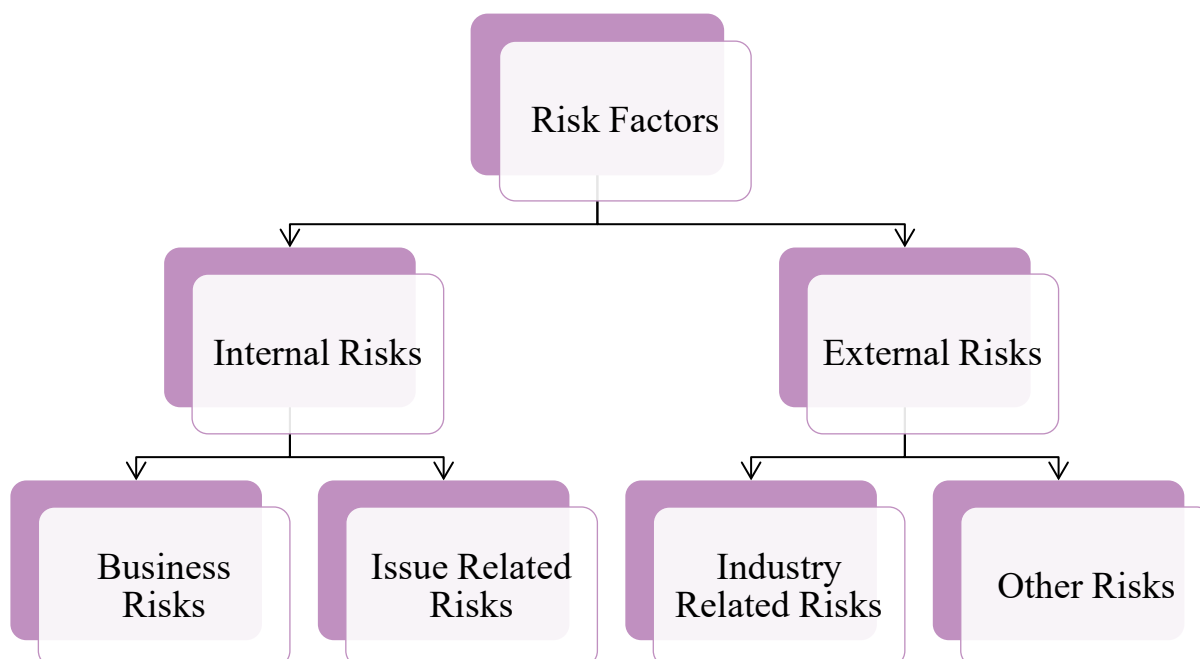 Risk Factors
Internal Risks
External Risks
Business
Risks
Issue Related
Risks
Industry
Related Risks
Other Risks